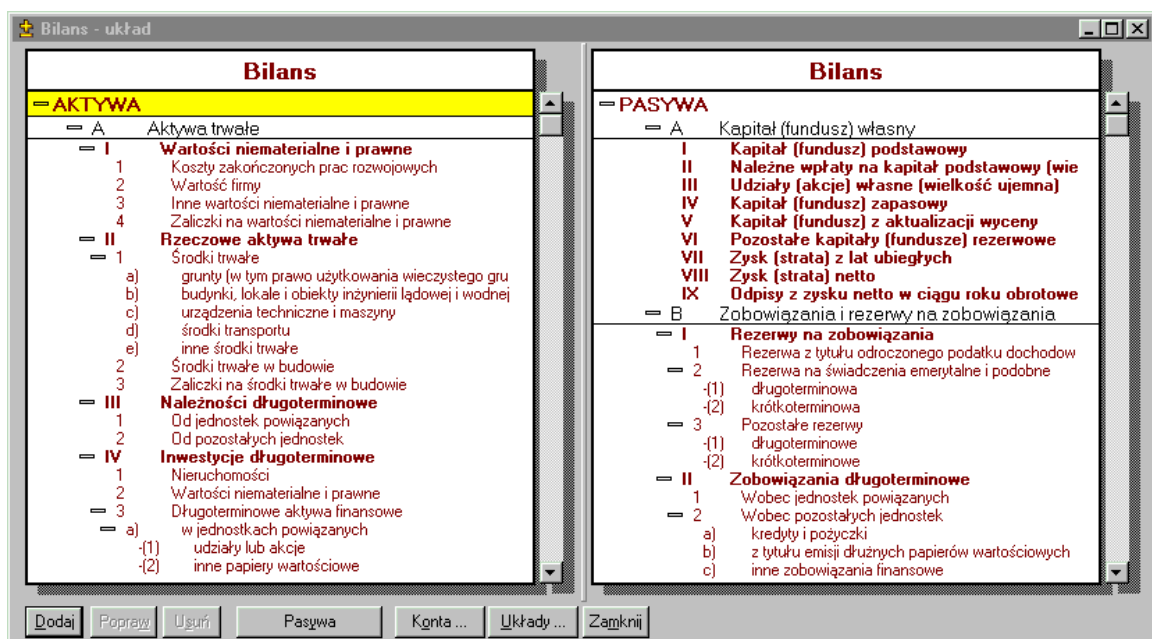 Bilans - układ
Bilans
AKTYWA
A Aktywa trwałe
I Wartości niematerialne i prawne
1 Koszty zakończonych prac rozwojowych
2 Wartość firmy
3 Inne wartości niematerialne i prawne
4 Zaliczki na wartości niematerialne i prawne
II Rzeczowe aktywa trwałe
1 Środki trwałe
a) grunty (w tym prawo użytkowania wieczystego gru
b) budynki, lokale i obiekty inżynierii lądowej i wodnej
c) urządzenia techniczne i maszyny
d) środki transportu
e) inne środki trwałe
2 Środki trwałe w budowie
3 Zaliczki na środki trwałe w budowie
III Należności długoterminowe
1 Od jednostek powiązanych
2 Od pozostałych jednostek
IV Inwestycje długoterminowe
1 Nieruchomości
2 Wartości niematerialne i prawne
3 Długoterminowe aktywa finansowe
a) w jednostkach powiązanych
-(1) udziały lub akcje
-(2) inne papiery wartościowe
Bilans
PASYWA
A Kapitał (fundusz) własny
I Kapitał (fundusz) podstawowy
II Należne wpłaty na kapitał podstawowy (wie
III Udziały (akcje) własne (wielkość ujemna)
IV Kapitał (fundusz) zapasowy
V Kapitał (fundusz) z aktualizacji wyceny
VI Pozostałe kapitały (fundusze) rezerwowe
VII Zysk (strata) z lat ubiegłych
VIII Zysk (strata) netto
IX Odpisy z zysku netto w ciągu roku obrotowe
B Zobowiązania i rezerwy na zobowiązania
I Rezerwy na zobowiązania
1 Rezerwa z tytułu odroczonego podatku dochodow
2 Rezerwa na świadczenia emerytalne i podobne
-(1) długoterminowa
-(2) krótkoterminowa
3 Pozostałe rezerwy
-(1) długoterminowe
-(2) krótkoterminowe
II Zobowiązania długoterminowe
1 Wobec jednostek powiązanych
2 Wobec pozostałych jednostek
a) kredyty i pożyczki
b) z tytułu emisji dłużnych papierów wartościowych
c) inne zobowiązania finansowe
Dodaj Popraw Usuń Pasywa Konta ... Układy ... Zamknij